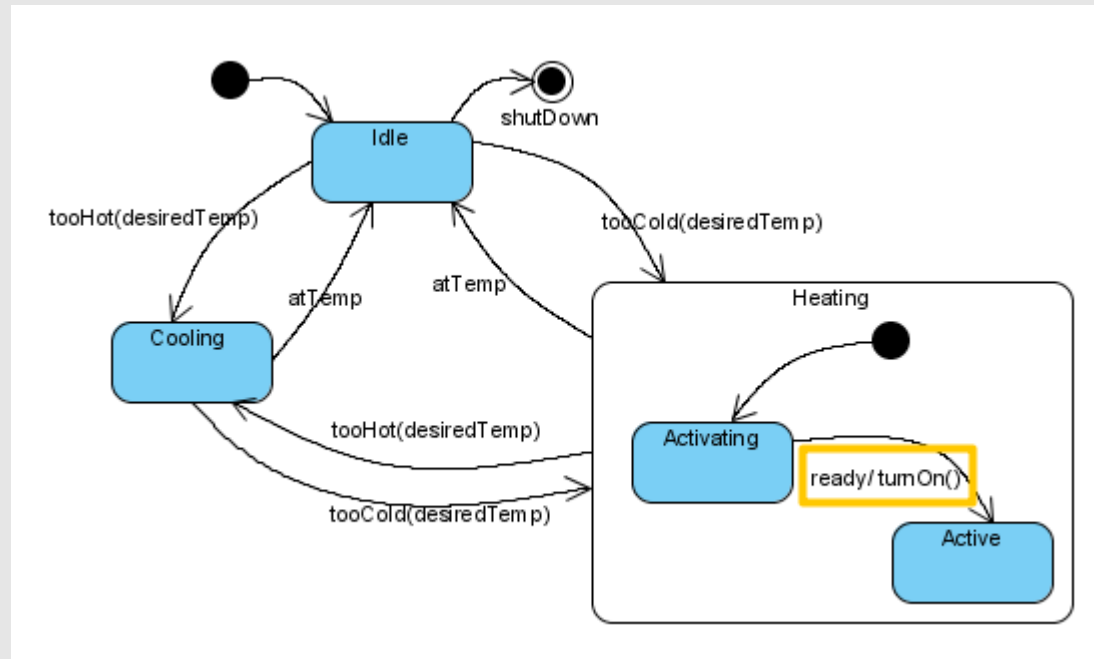 shutDown
Idle
tooHot(desiredTemp)
tooCold(desiredTemp)
atTemp
atTemp
Heating
Cooling
tooHot(desiredTemp)
Activating
ready/ turnOn()
tooCold(desiredTemp)
Active